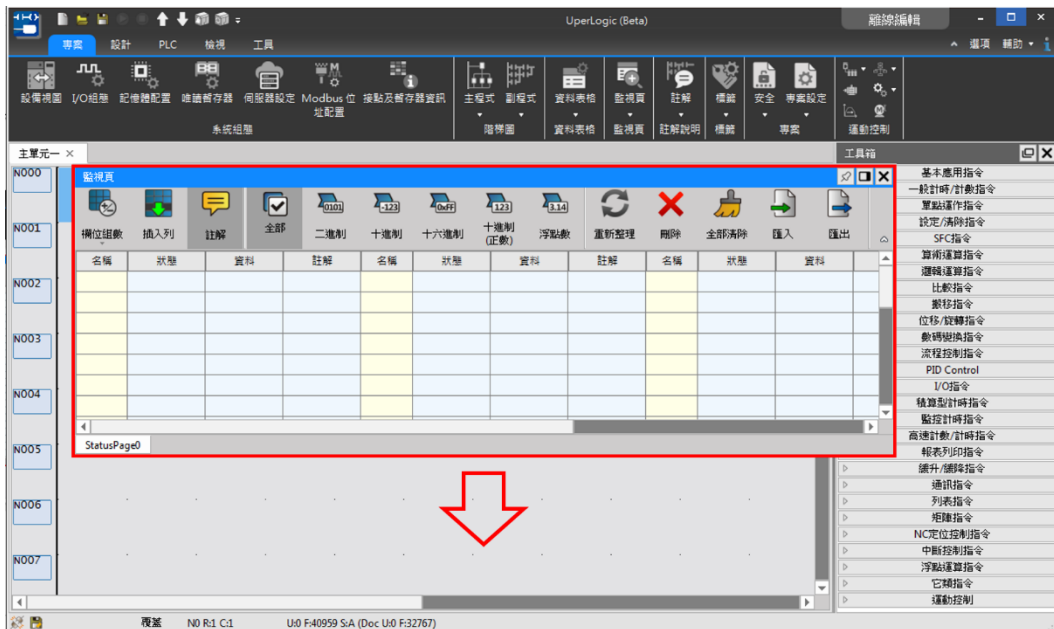 UperLogic (Beta)
離線編輯
專案 設計 PLC 檢視 工具
選項 輔助
設備視圖 I/O組態 記憶體配置 唯讀暫存器 伺服器設定 Modbus 位址配置 接點及暫存器資訊
系統組態
主程式 副程式
階梯圖
資料表格
資料表格
監視頁
監視頁
註解
註解說明
標籤
標籤
安全 專案設定
專案
運動控制
主單元一 ×
工具箱
N000
N001
N002
N003
N004
N005
N006
N007
監視頁
欄位組數 插入列 註解 全部 二進制 十進制 十六進制 十進制(正數) 浮點數 重新整理 刪除 全部清除 匯入 匯出
0101 -123 0xFF 123 3.14
名稱 狀態 資料 註解 名稱 狀態 資料 註解 名稱 狀態 資料
StatusPage0
基本應用指令
一般計時/計數指令
單點運作指令
設定/清除指令
SFC指令
算術運算指令
邏輯運算指令
比較指令
搬移指令
位移/旋轉指令
數碼變換指令
流程控制指令
PID Control
I/O指令
積算型計時指令
監控計時指令
高速計數/計時指令
報表列印指令
緩升/緩降指令
通訊指令
列表指令
矩陣指令
NC定位控制指令
中斷控制指令
浮點運算指令
它類指令
運動控制
覆蓋 N0 R:1 C:1 U:0 F:40959 S:A (Doc U:0 F:32767)